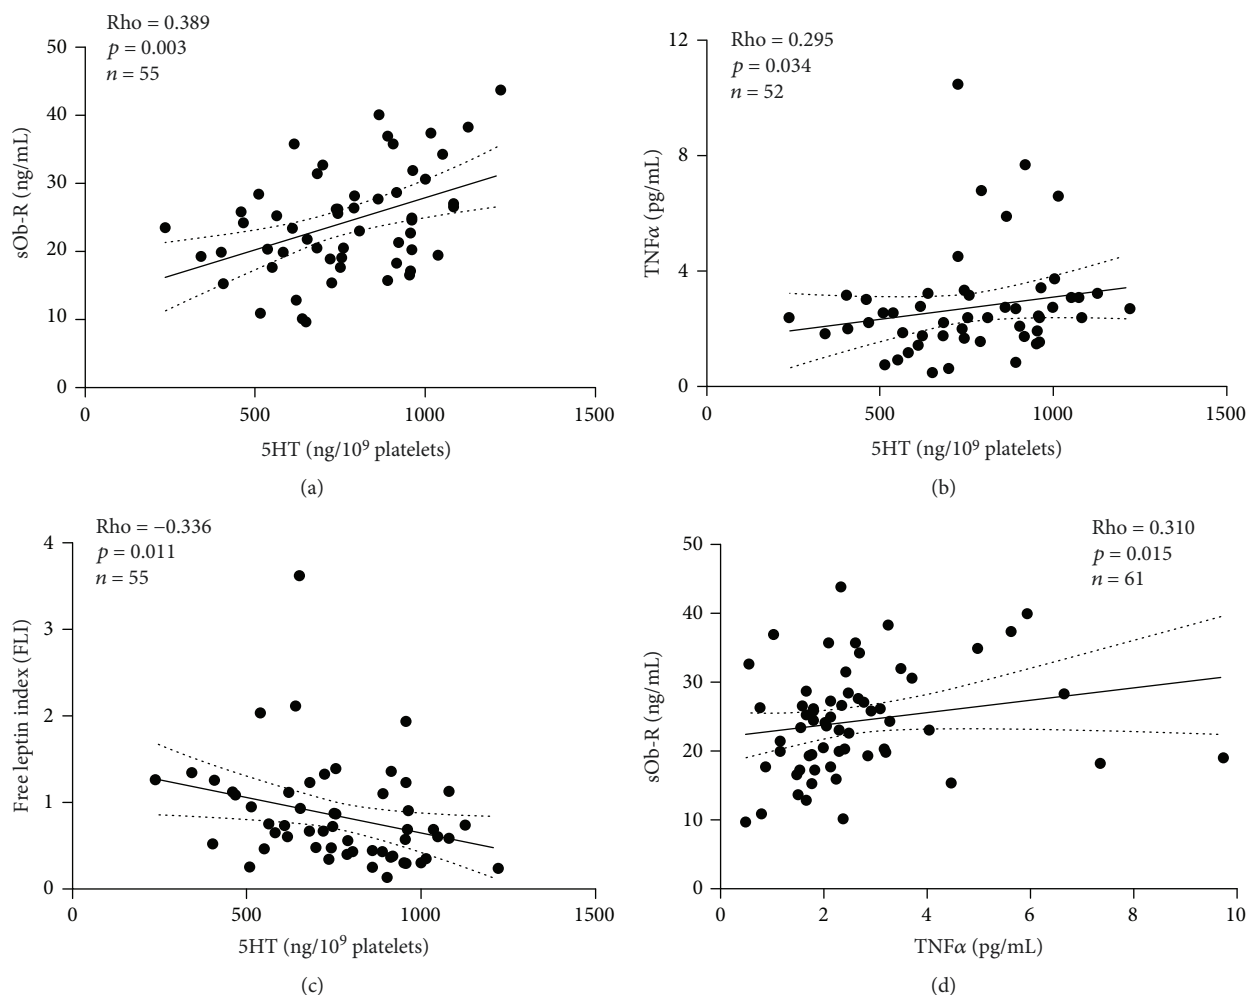 Rho = 0.389
p = 0.003
n = 55
50
40
30
20
10
0
sOb-R (ng/mL)
0
500
1000
1500
5HT (ng/10⁹ platelets)
(a)
Rho = 0.295
p = 0.034
n = 52
12
8
4
0
TNFα (pg/mL)
0
500
1000
1500
5HT (ng/10⁹ platelets)
(b)
Rho = −0.336
p = 0.011
n = 55
4
3
2
1
0
Free leptin index (FLI)
0
500
1000
1500
5HT (ng/10⁹ platelets)
(c)
Rho = 0.310
p = 0.015
n = 61
50
40
30
20
10
0
sOb-R (ng/mL)
0
2
4
6
8
10
TNFα (pg/mL)
(d)